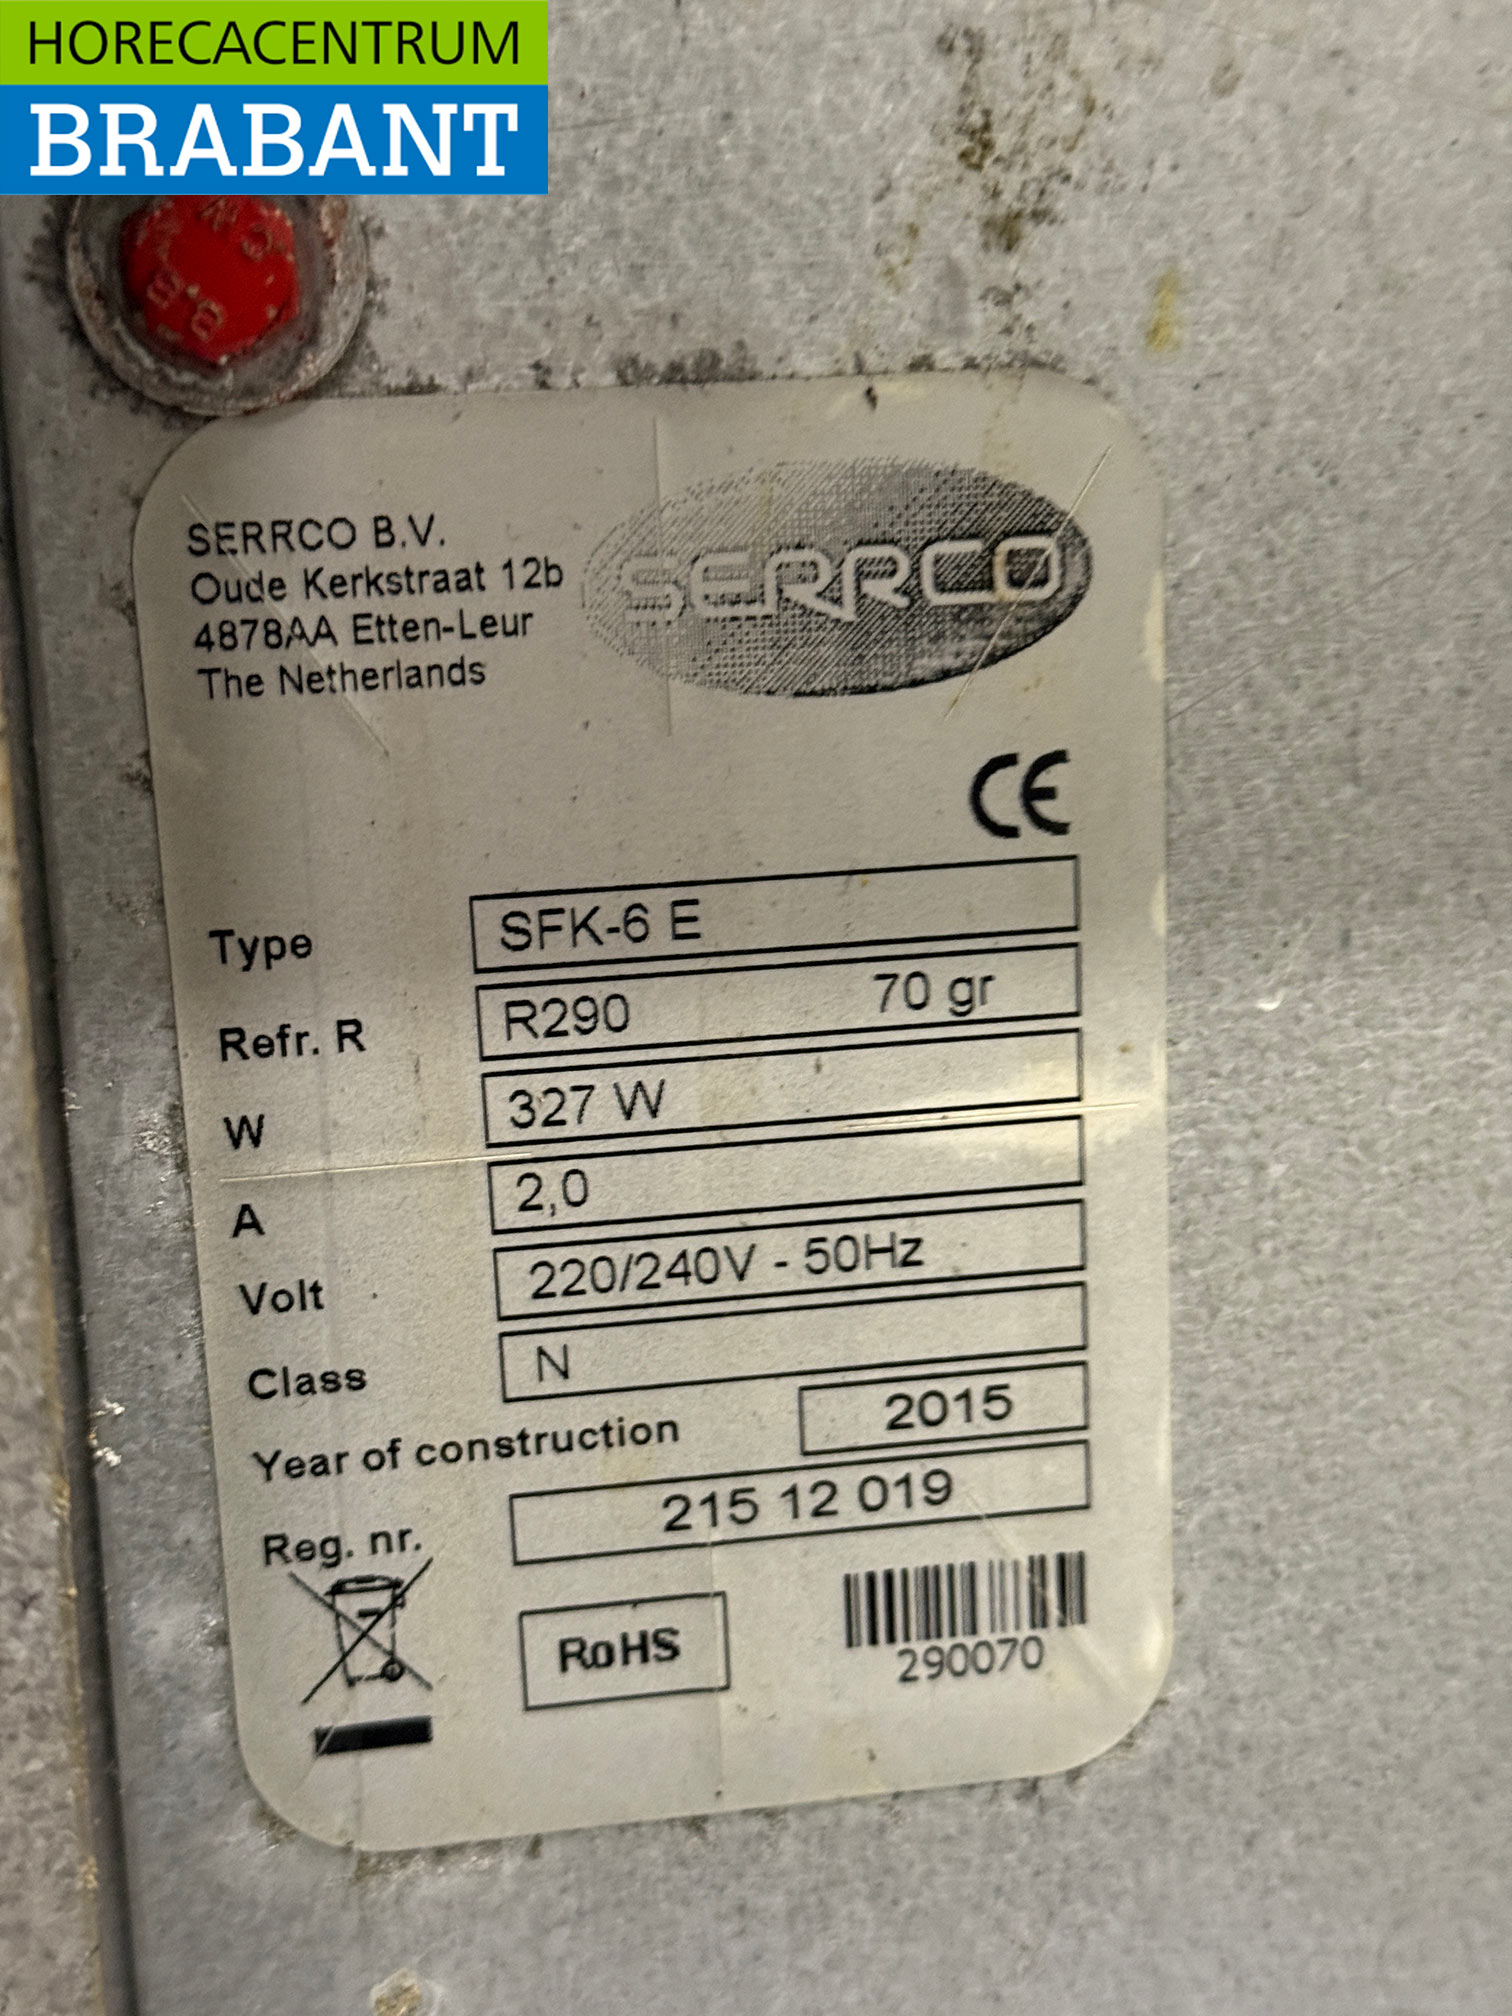 HORECACENTRUM
BRABANT
8.8
SERRCO B.V.
Oude Kerkstraat 12b
4878AA Etten-Leur
The Netherlands
SERRCO
CE
Type SFK-6 E
Refr. R R290 70 gr
W 327 W
A 2,0
Volt 220/240V - 50Hz
Class N
Year of construction 2015
Reg. nr. 215 12 019
RoHS
290070